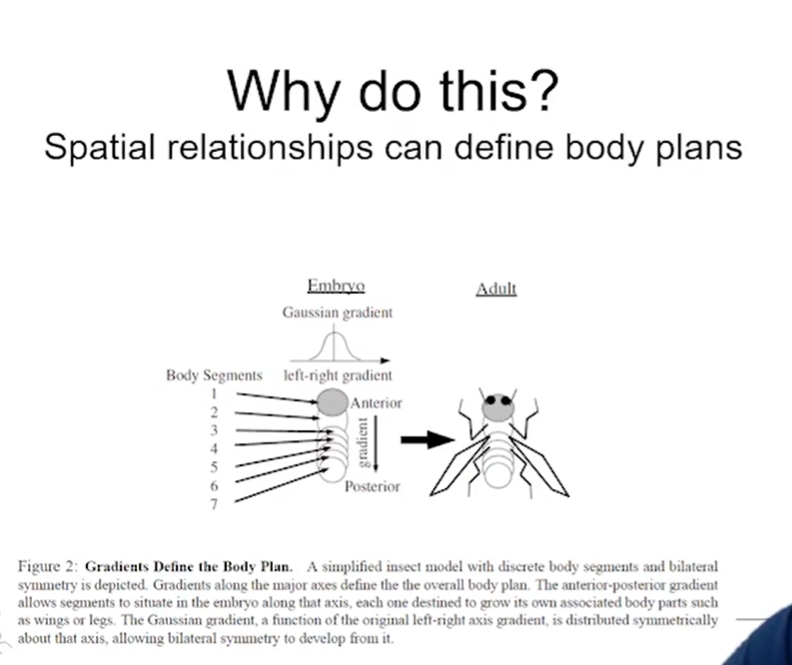 Why do this?
Spatial relationships can define body plans
Embryo
Adult
Gaussian gradient
Body Segments
left-right gradient
1
2
3
4
5
6
7
Anterior
gradient
Posterior
Figure 2: Gradients Define the Body Plan. A simplified insect model with discrete body segments and bilateral
symmetry is depicted. Gradients along the major axes define the the overall body plan. The anterior-posterior gradient
allows segments to situate in the embryo along that axis, each one destined to grow its own associated body parts such
as wings or legs. The Gaussian gradient, a function of the original left-right axis gradient, is distributed symmetrically
about that axis, allowing bilateral symmetry to develop from it.